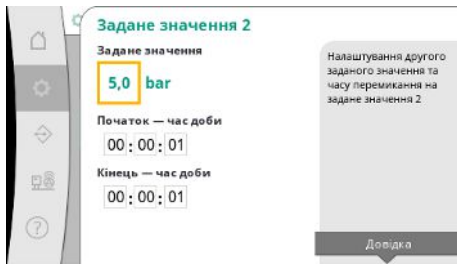 Задане значення 2
Задане значення
5,0 bar
Початок — час доби
00 : 00 : 01
Кінець — час доби
00 : 00 : 01
Налаштування другого
заданого значення та
часу перемикання на
задане значення 2
Довідка